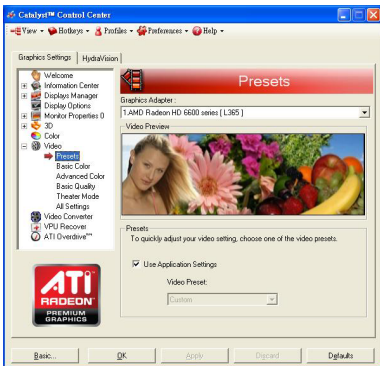 Catalyst™ Control Center
View Hotkeys Profiles Preferences Help
Graphics Settings HydraVision
Welcome
Information Center
Displays Manager
Display Options
Monitor Properties 0
3D
Color
Video
Presets
Basic Color
Advanced Color
Basic Quality
Theater Mode
All Settings
Video Converter
VPU Recover
ATI Overdrive™
ATI
RADEON
PREMIUM
GRAPHICS
Presets
Graphics Adapter :
1.AMD Radeon HD 6600 series [ L365 ]
Video Preview
Presets
To quickly adjust your video setting, choose one of the video presets.
Use Application Settings
Video Preset:
Custom
Basic... OK Apply Discard Defaults